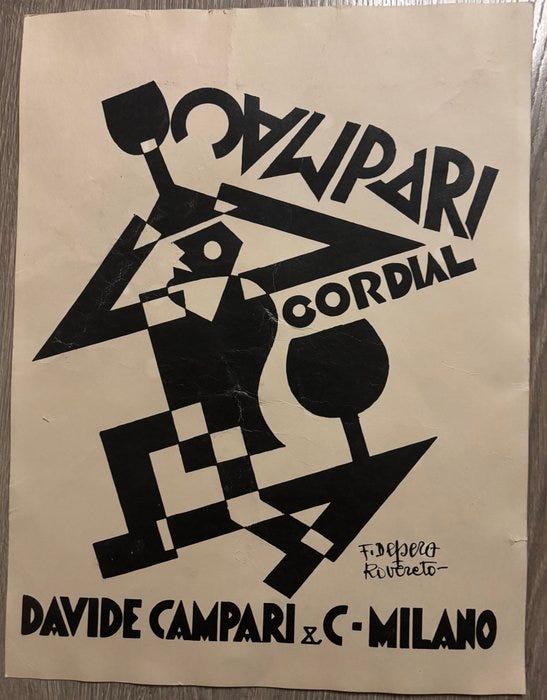 CAMPARI
CORDIAL
F. Depero
Rovereto-
DAVIDE CAMPARI & C - MILANO